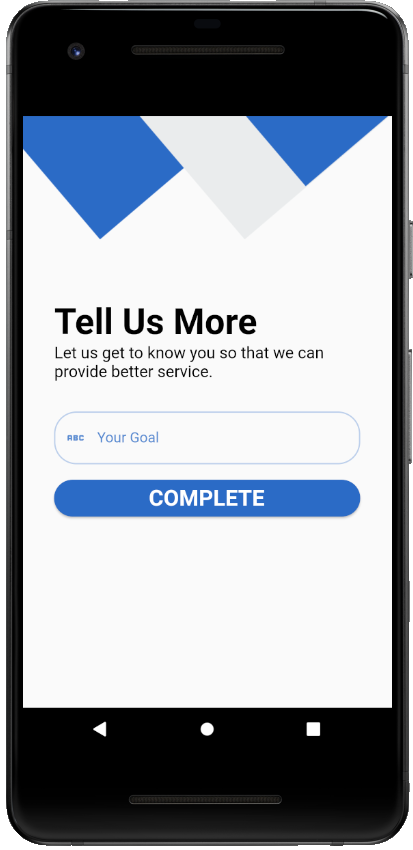 Tell Us More
Let us get to know you so that we can
provide better service.
ABC Your Goal
COMPLETE